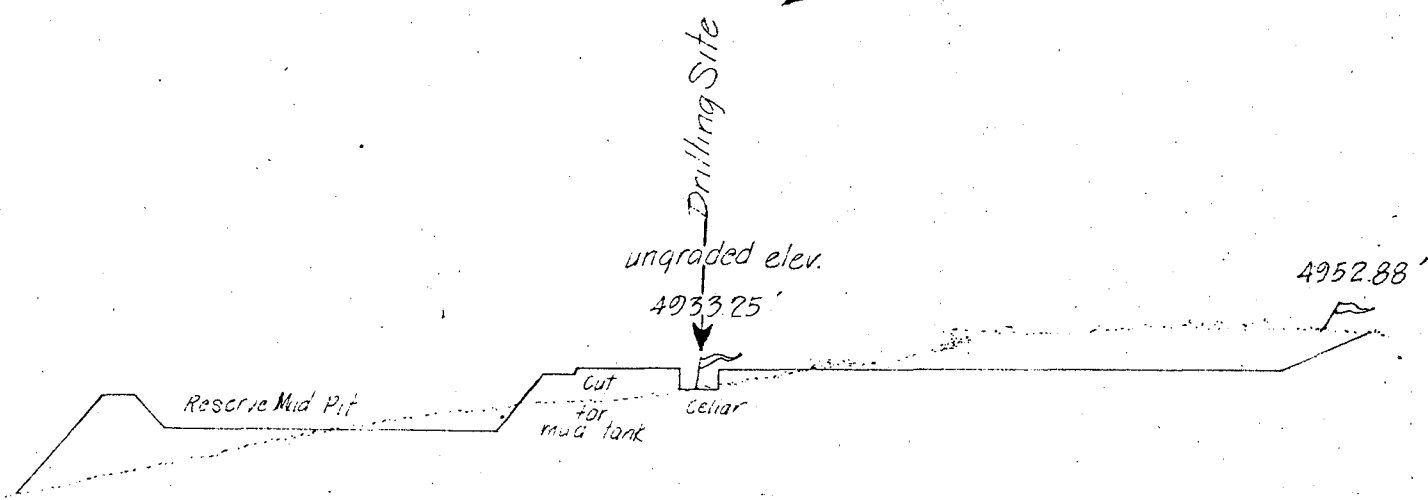 Drilling Site
ungraded elev.
4933.25'
4952.88'
Reserve Mud Pit
Cut
for
mud tank
Cellar